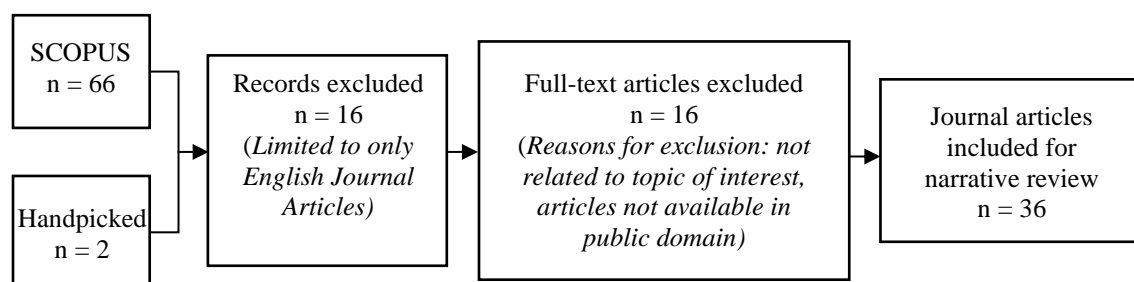 SCOPUS
n = 66
Handpicked
n = 2
Records excluded
n = 16
(Limited to only
English Journal
Articles)
Full-text articles excluded
n = 16
(Reasons for exclusion: not
related to topic of interest,
articles not available in
public domain)
Journal articles
included for
narrative review
n = 36